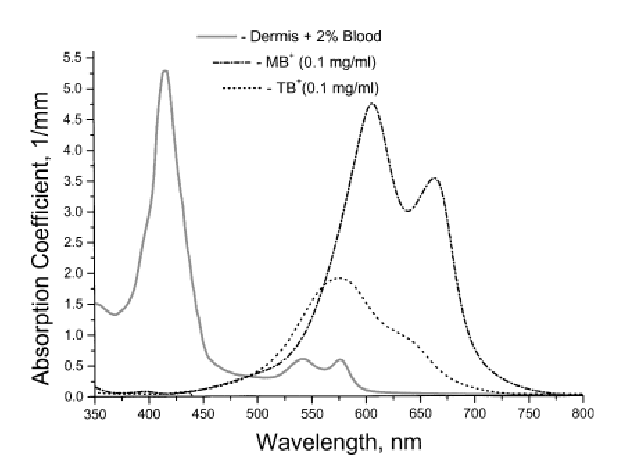 - Dermis + 2% Blood
- MB+ (0.1 mg/ml)
- TB+(0.1 mg/ml)
Absorption Coefficient, 1/mm
5.5
5.0
4.5
4.0
3.5
3.0
2.5
2.0
1.5
1.0
0.5
0.0
350 400 450 500 550 600 650 700 750 800
Wavelength, nm